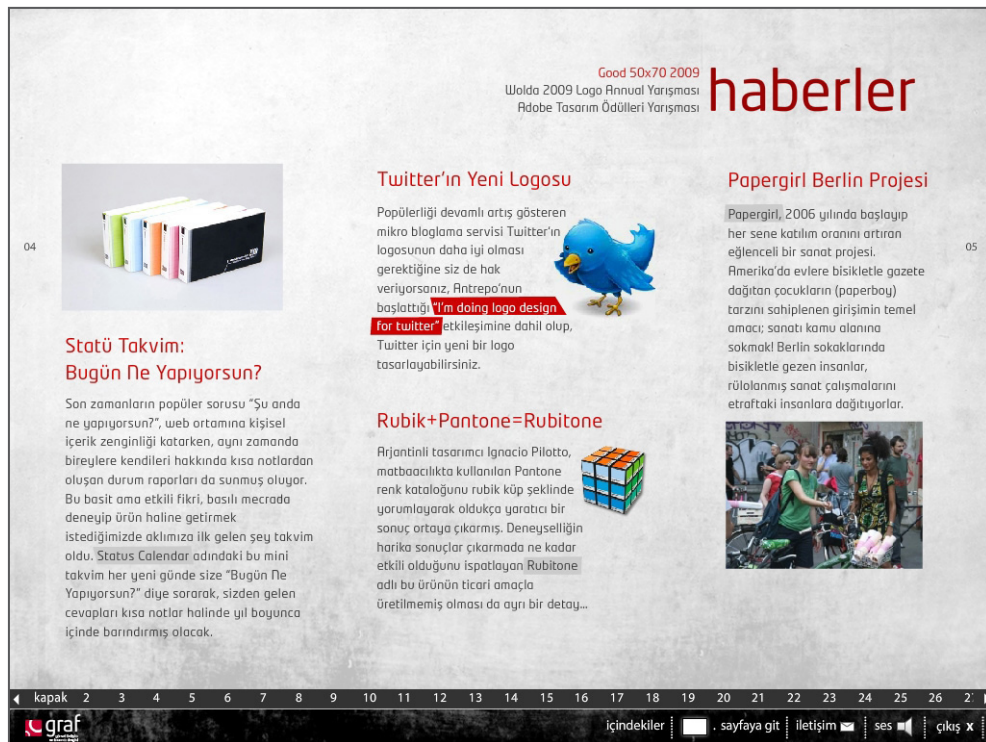 Good 50x70 2009
Wolda 2009 Logo Annual Yarışması
Adobe Tasarım Ödülleri Yarışması
haberler
04
Statü Takvim:
Bugün Ne Yapıyorsun?
Son zamanların popüler sorusu "Şu anda
ne yapıyorsun?", web ortamına kişisel
içerik zenginliği katarken, aynı zamanda
bireylere kendileri hakkında kısa notlardan
oluşan durum raporları da sunmuş oluyor.
Bu basit ama etkili fikri, basılı mecrada
deneyip ürün haline getirmek
istediğimizde aklımıza ilk gelen şey takvim
oldu. Status Calendar adındaki bu mini
takvim her yeni günde size "Bugün Ne
Yapıyorsun?" diye sorarak, sizden gelen
cevapları kısa notlar halinde yıl boyunca
içinde barındırmış olacak.
Twitter'ın Yeni Logosu
Popülerliği devamlı artış gösteren
mikro bloglama servisi Twitter'ın
logosunun daha iyi olması
gerektiğine siz de hak
veriyorsanız, Antrepo'nun
başlattığı "I'm doing logo design
for twitter" etkileşimine dahil olup,
Twitter için yeni bir logo
tasarlayabilirsiniz.
Rubik+Pantone=Rubitone
Arjantinli tasarımcı Ignacio Pilotto,
matbaacılıkta kullanılan Pantone
renk kataloğunu rubik küp şeklinde
yorumlayarak oldukça yaratıcı bir
sonuç ortaya çıkarmış. Deneyselliğin
harika sonuçlar çıkarmada ne kadar
etkili olduğunu ispatlayan Rubitone
adlı bu ürünün ticari amaçla
üretilmemiş olması da ayrı bir detay...
Papergirl Berlin Projesi
Papergirl, 2006 yılında başlayıp
her sene katılım oranını artıran
eğlenceli bir sanat projesi.
Amerika'da evlere bisikletle gazete
dağıtan çocukların (paperboy)
tarzını sahiplenen girişimin temel
amacı; sanatı kamu alanına
sokmak! Berlin sokaklarında
bisikletle gezen insanlar,
rülolanmış sanat çalışmalarını
etraftaki insanlara dağıtıyorlar.
05
kapak 2 3 4 5 6 7 8 9 10 11 12 13 14 15 16 17 18 19 20 21 22 23 24 25 26
graf
içindekiler . sayfaya git iletişim ses çıkış x